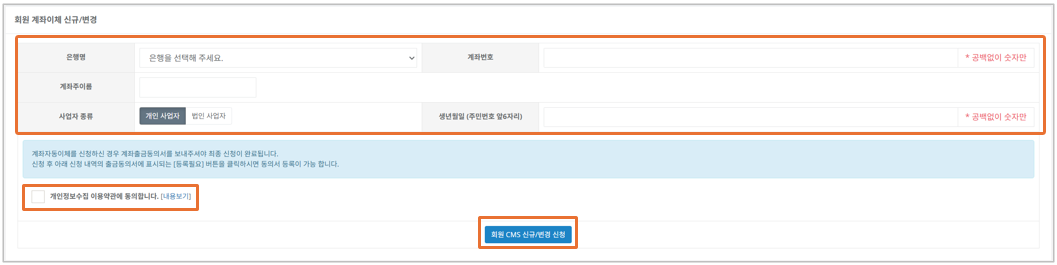 회원 계좌이체 신규/변경
은행명
은행을 선택해 주세요.
계좌번호
* 공백없이 숫자만
계좌주이름
사업자 종류
개인 사업자
법인 사업자
생년월일 (주민번호 앞6자리)
* 공백없이 숫자만
계좌자동이체를 신청하신 경우 계좌출금동의서를 보내주셔야 최종 신청이 완료됩니다.
신청 후 아래 신청 내역의 출금동의서에 표시되는 [등록필요] 버튼을 클릭하시면 동의서 등록이 가능 합니다.
개인정보수집 이용약관에 동의합니다. [내용보기]
회원 CMS 신규/변경 신청